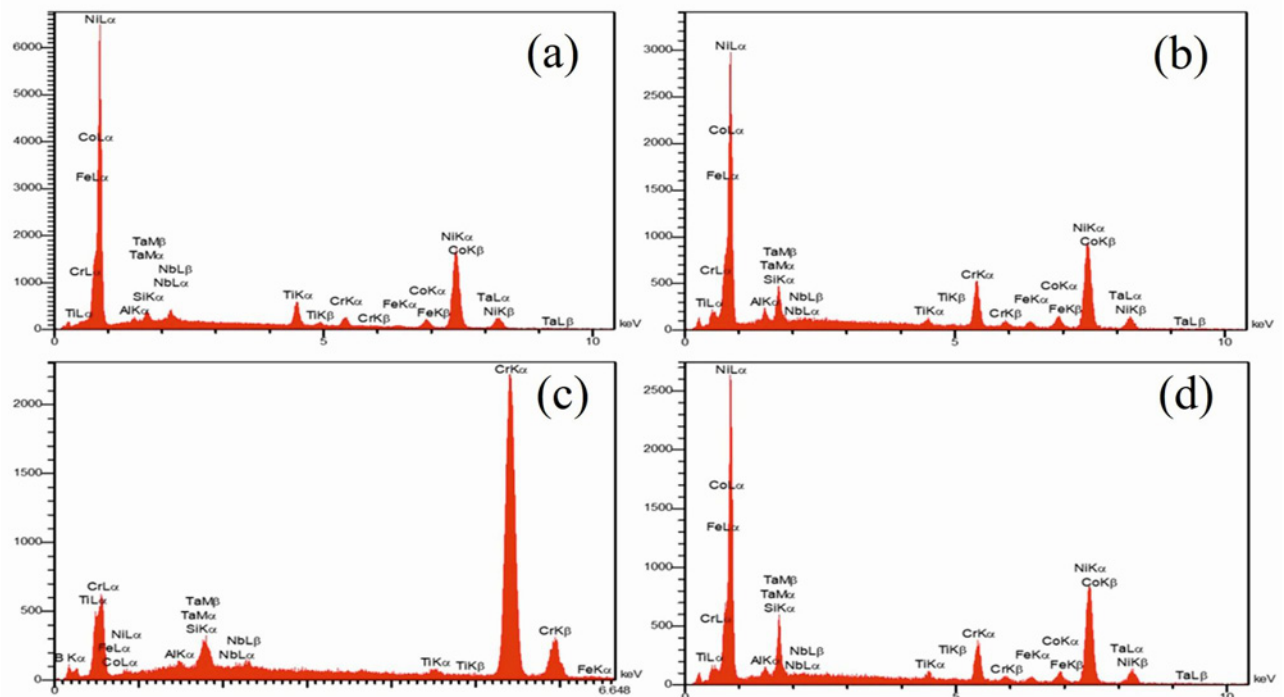 (a)
NiLα
6000
5000
CoLα
4000
FeLα
3000
2000
TaMβ
TaMα
NiKα
CoKβ
CrLα
NbLβ
NbLα
1000
SiKα
TiKα
CrKα
CoKα
TaLα
TiLα
AlKα
TiKβ
CrKβ
FeKα
FeKβ
NiKβ
TaLβ
0
0
5
10
keV
(b)
3000
NiLα
2500
CoLα
2000
FeLα
1500
1000
TaMβ
NiKα
CoKβ
CrLα
TaMα
CrKα
500
SiKα
NbLβ
TiKβ
CoKα
TaLα
TiLα
AlKα
NbLα
TiKα
CrKβ
FeKα
FeKβ
NiKβ
TaLβ
0
0
5
10
keV
(c)
CrKα
2000
1500
1000
CrLα
TiLα
TaMβ
500
TaMα
NiLα
SiKα
NbLβ
CrKβ
B Kα
FeLα
CoLα
AlKα
NbLα
TiKα
TiKβ
FeKα
0
0
6.648
keV
(d)
NiLα
2500
2000
CoLα
1500
FeLα
1000
TaMβ
NiKα
CoKβ
TaMα
500
CrLα
SiKα
CrKα
NbLβ
TiKβ
CoKα
TaLα
TiLα
AlKα
NbLα
TiKα
CrKβ
FeKα
FeKβ
NiKβ
TaLβ
0
5
10
keV